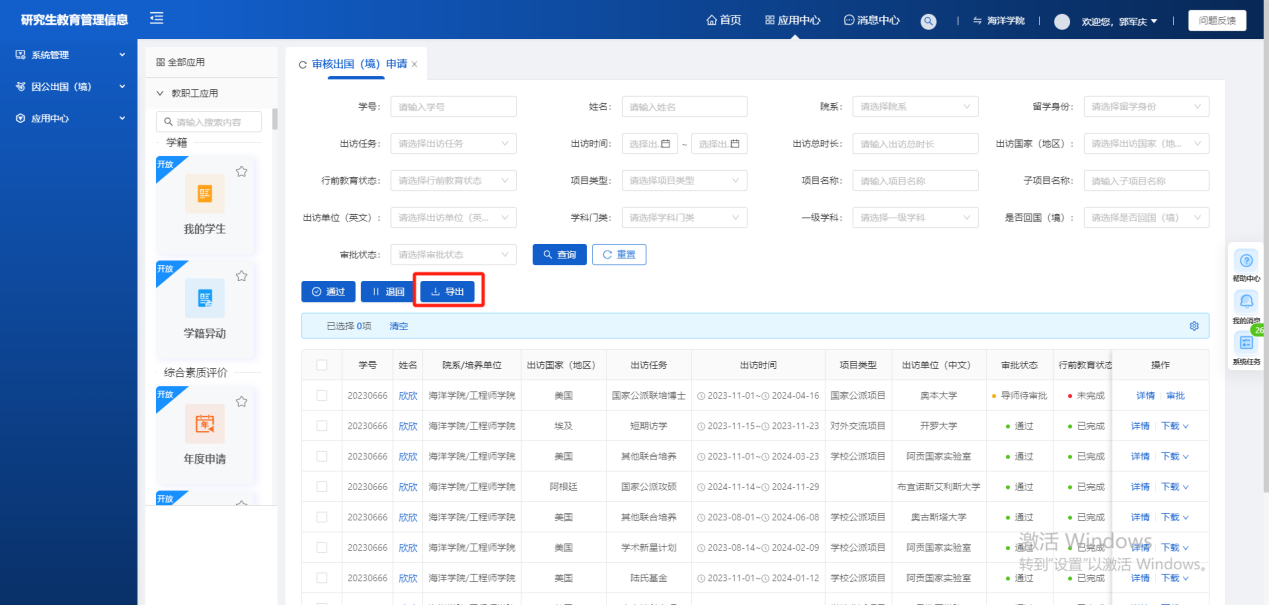 研究生教育管理信息
首页 应用中心 消息中心 海洋学院 欢迎您，郭军庆 问题反馈
系统管理
因公出国（境）
应用中心
全部应用
教职工应用
请输入搜索内容
学籍
开放
我的学生
开放
学籍异动
综合素质评价
开放
年度申请
开放
审核出国（境）申请 ×
学号： 请输入学号 姓名： 请输入姓名 院系： 请选择院系 留学身份： 请选择留学身份
出访任务： 请选择出访任务 出访时间： 选择出. ~ 选择出. 出访总时长： 请输入出访总时长 出访国家（地区）： 请选择出访国家（地...
行前教育状态： 请选择行前教育状态 项目类型： 请选择项目类型 项目名称： 请输入项目名称 子项目名称： 请输入子项目名称
出访单位（英文）： 请选择出访单位（英... 学科门类： 请选择学科门类 一级学科： 请选择一级学科 是否回国（境）： 请选择是否回国（境）
审批状态： 请选择审批状态 查询 重置
通过 退回 导出
已选择 0项 清空
学号 姓名 院系/培养单位 出访国家（地区） 出访任务 出访时间 项目类型 出访单位（中文） 审批状态 行前教育状态 操作
20230666 欣欣 海洋学院/工程师学院 美国 国家公派联培博士 2023-11-01~2024-04-16 国家公派项目 奥本大学 导师待审批 未完成 详情 审批
20230666 欣欣 海洋学院/工程师学院 埃及 短期访学 2023-11-15~2023-11-23 对外交流项目 开罗大学 通过 已完成 详情 下载
20230666 欣欣 海洋学院/工程师学院 美国 其他联合培养 2023-11-01~2024-03-23 学校公派项目 阿贡国家实验室 通过 已完成 详情 下载
20230666 欣欣 海洋学院/工程师学院 阿根廷 国家公派攻硕 2024-11-14~2024-11-29 布宜诺斯艾利斯大学 通过 已完成 详情 下载
20230666 欣欣 海洋学院/工程师学院 美国 其他联合培养 2023-08-01~2024-06-08 学校公派项目 奥古斯塔大学 通过 已完成 详情 下载
20230666 欣欣 海洋学院/工程师学院 美国 学术新星计划 2023-08-14~2024-02-09 学校公派项目 阿贡国家实验室 通过 已完成 详情 下载
20230666 欣欣 海洋学院/工程师学院 美国 陆氏基金 2023-11-01~2024-01-12 学校公派项目 阿贡国家实验室 通过 已完成 详情 下载
帮助中心
我的消息
26
系统任务
激活 Windows
转到"设置"以激活 Windows。